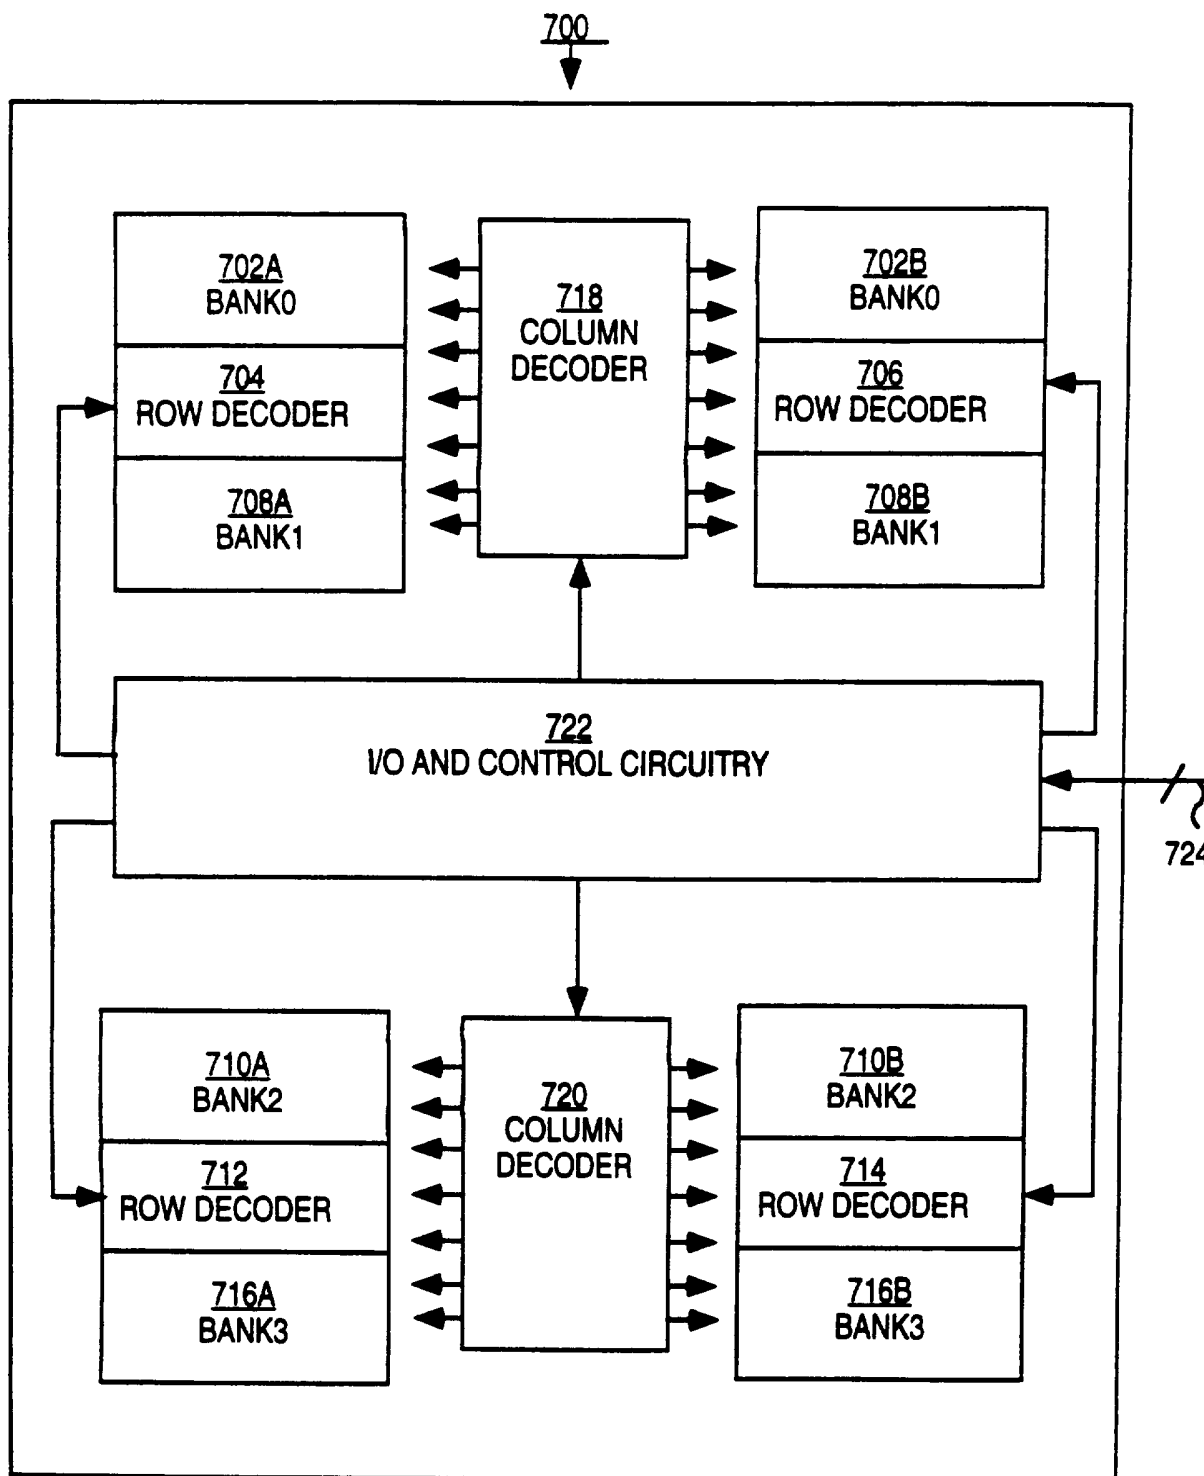 700
702A
BANK0
704
ROW DECODER
708A
BANK1
718
COLUMN
DECODER
702B
BANK0
706
ROW DECODER
708B
BANK1
722
I/O AND CONTROL CIRCUITRY
724
710A
BANK2
712
ROW DECODER
716A
BANK3
720
COLUMN
DECODER
710B
BANK2
714
ROW DECODER
716B
BANK3